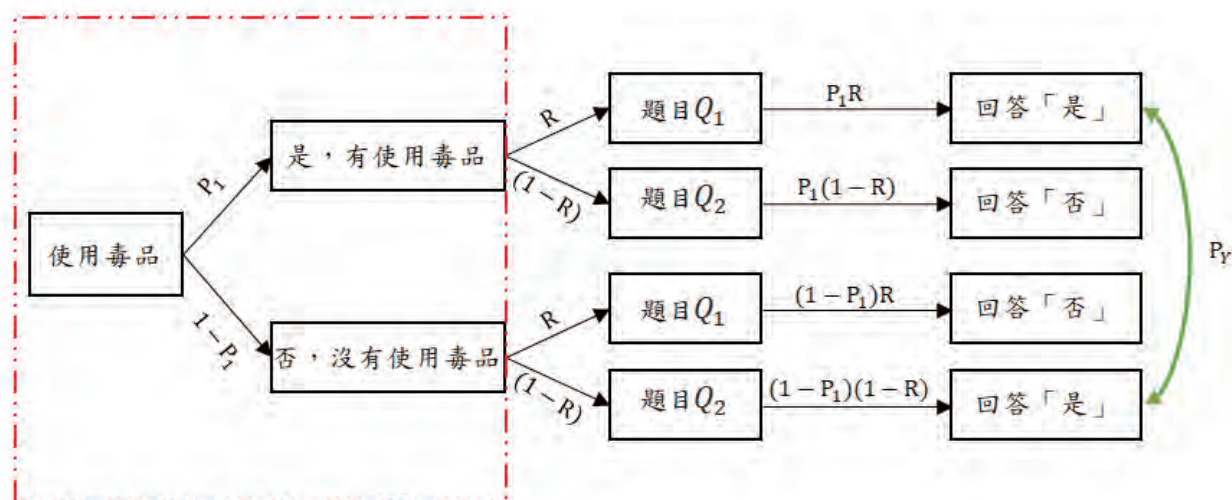 使用毒品
P₁
1−P₁
是，有使用毒品
否，沒有使用毒品
R
(1−R)
R
(1−R)
題目Q₁
P₁R
回答「是」
題目Q₂
P₁(1−R)
回答「否」
題目Q₁
(1−P₁)R
回答「否」
題目Q₂
(1−P₁)(1−R)
回答「是」
P_Y